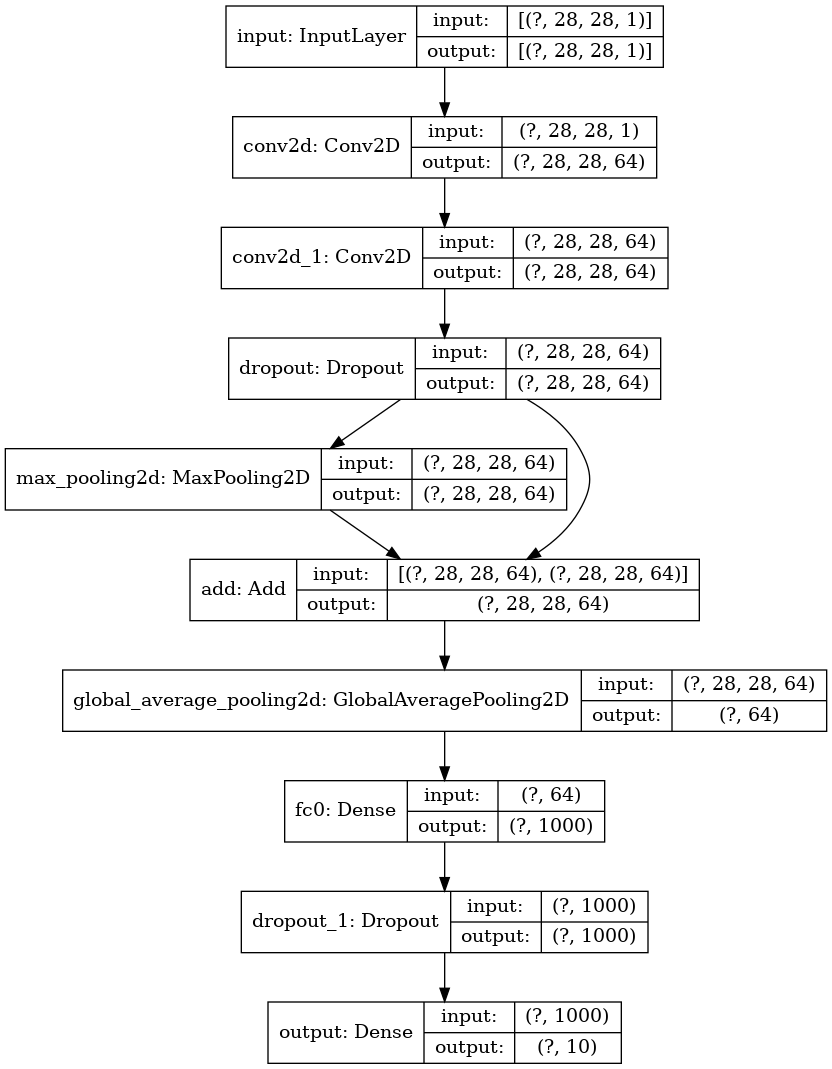 input: InputLayer
input: [(?, 28, 28, 1)]
output: [(?, 28, 28, 1)]
conv2d: Conv2D
input: (?, 28, 28, 1)
output: (?, 28, 28, 64)
conv2d_1: Conv2D
input: (?, 28, 28, 64)
output: (?, 28, 28, 64)
dropout: Dropout
input: (?, 28, 28, 64)
output: (?, 28, 28, 64)
max_pooling2d: MaxPooling2D
input: (?, 28, 28, 64)
output: (?, 28, 28, 64)
add: Add
input: [(?, 28, 28, 64), (?, 28, 28, 64)]
output: (?, 28, 28, 64)
global_average_pooling2d: GlobalAveragePooling2D
input: (?, 28, 28, 64)
output: (?, 64)
fc0: Dense
input: (?, 64)
output: (?, 1000)
dropout_1: Dropout
input: (?, 1000)
output: (?, 1000)
output: Dense
input: (?, 1000)
output: (?, 10)